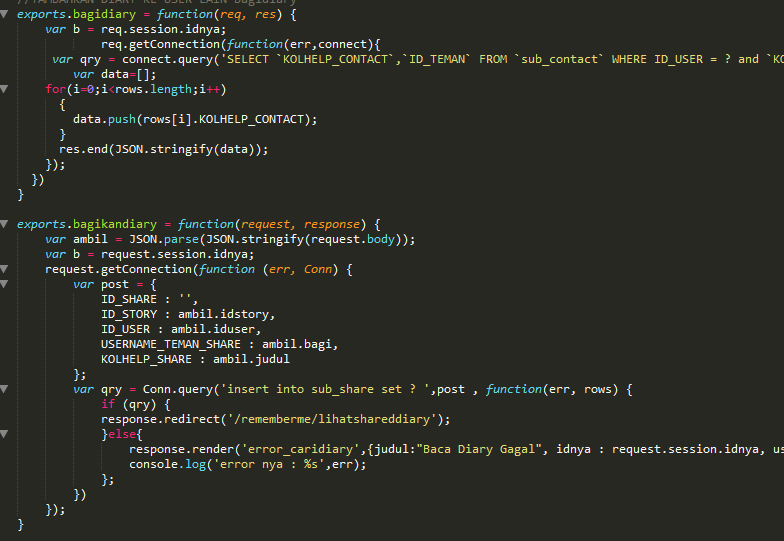 //TAMBAHKAN DIARY KE USER LAIN bagidiary
exports.bagidiary = function(req, res) {
var b = req.session.idnya;
req.getConnection(function(err,connect){
var qry = connect.query('SELECT `KOLHELP_CONTACT`,`ID_TEMAN` FROM `sub_contact` WHERE ID_USER = ? and `KO
var data=[];
for(i=0;i<rows.length;i++)
{
data.push(rows[i].KOLHELP_CONTACT);
}
res.end(JSON.stringify(data));
});
})
}
exports.bagikandiary = function(request, response) {
var ambil = JSON.parse(JSON.stringify(request.body));
var b = request.session.idnya;
request.getConnection(function (err, Conn) {
var post = {
ID_SHARE : '',
ID_STORY : ambil.idstory,
ID_USER : ambil.iduser,
USERNAME_TEMAN_SHARE : ambil.bagi,
KOLHELP_SHARE : ambil.judul
};
var qry = Conn.query('insert into sub_share set ? ',post , function(err, rows) {
if (qry) {
response.redirect('/rememberme/lihatshareddiary');
}else{
response.render('error_caridiary',{judul:"Baca Diary Gagal", idnya : request.session.idnya, us
console.log('error nya : %s',err);
};
})
});
}